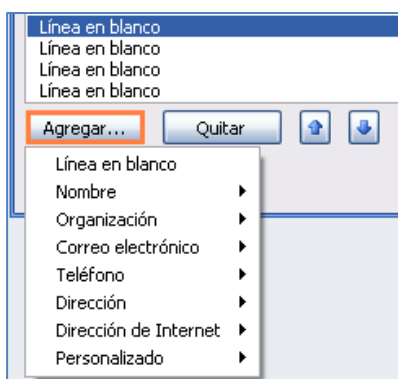 Línea en blanco
Línea en blanco
Línea en blanco
Línea en blanco
Agregar... Quitar
Línea en blanco
Nombre
Organización
Correo electrónico
Teléfono
Dirección
Dirección de Internet
Personalizado